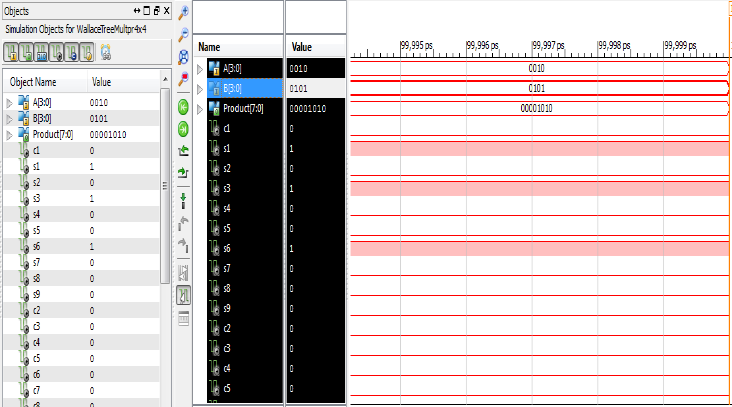 Objects
Simulation Objects for WallaceTreeMultpr4x4
Object Name Value
A[3:0] 0010
B[3:0] 0101
Product[7:0] 00001010
c1 0
s1 1
s2 0
s3 1
s4 0
s5 0
s6 1
s7 0
s8 0
s9 0
c2 0
c3 0
c4 0
c5 0
c6 0
c7 0
c8 0
Name Value
99,995 ps 99,996 ps 99,997 ps 99,998 ps 99,999 ps
A[3:0] 0010 0010
B[3:0] 0101 0101
Product[7:0] 00001010 00001010
c1 0
s1 1
s2 0
s3 1
s4 0
s5 0
s6 1
s7 0
s8 0
s9 0
c2 0
c3 0
c4 0
c5 0